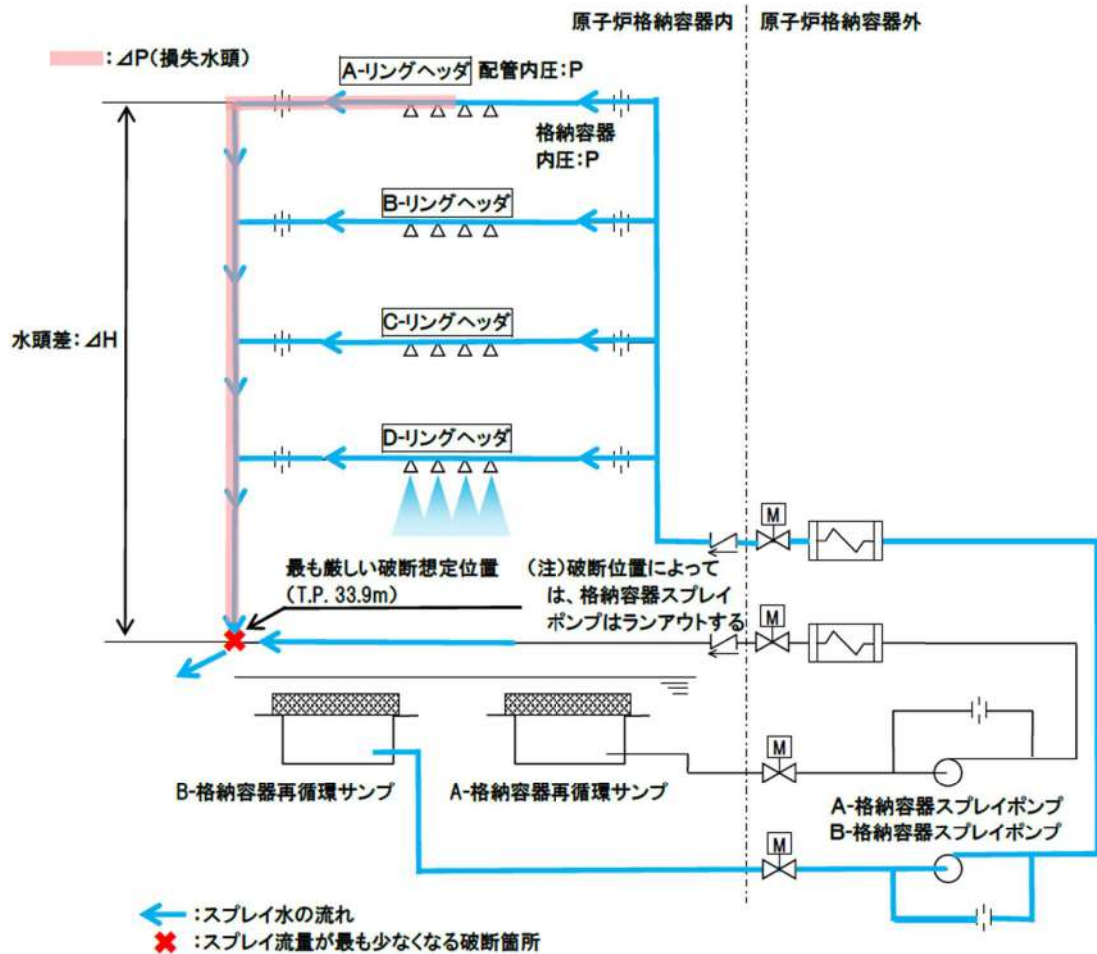 原子炉格納容器内
原子炉格納容器外
:⊿P(損失水頭)
A-リングヘッダ 配管内圧:P
格納容器
内圧:P
B-リングヘッダ
水頭差:⊿H
C-リングヘッダ
D-リングヘッダ
M
最も厳しい破断想定位置
(T.P. 33.9m)
(注)破断位置によって
は、格納容器スプレイ
ポンプはランアウトする
M
M
B-格納容器再循環サンプ
A-格納容器再循環サンプ
A-格納容器スプレイポンプ
B-格納容器スプレイポンプ
M
:スプレイ水の流れ
:スプレイ流量が最も少なくなる破断箇所